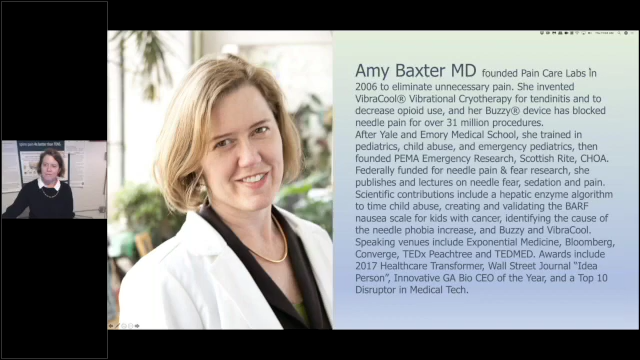 Amy Baxter MD founded Pain Care Labs in
2006 to eliminate unnecessary pain. She invented
VibraCool® Vibrational Cryotherapy for tendinitis and to
decrease opioid use, and her Buzzy® device has blocked
needle pain for over 31 million procedures.
After Yale and Emory Medical School, she trained in
pediatrics, child abuse, and emergency pediatrics, then
founded PEMA Emergency Research, Scottish Rite, CHOA.
Federally funded for needle pain & fear research, she
publishes and lectures on needle fear, sedation and pain.
Scientific contributions include a hepatic enzyme algorithm
to time child abuse, creating and validating the BARF
nausea scale for kids with cancer, identifying the cause of
the needle phobia increase, and Buzzy and VibraCool.
Speaking venues include Exponential Medicine, Bloomberg,
Converge, TEDx Peachtree and TEDMED. Awards include
2017 Healthcare Transformer, Wall Street Journal "Idea
Person", Innovative GA Bio CEO of the Year, and a Top 10
Disruptor in Medical Tech.